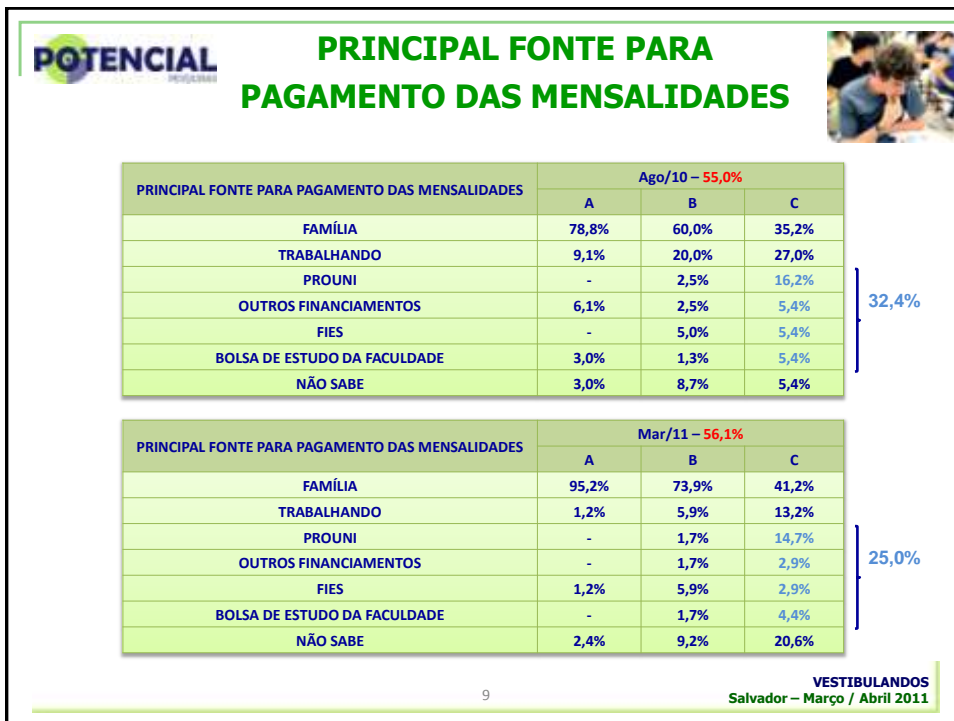 POTENCIAL
PESQUISAS
PRINCIPAL FONTE PARA
PAGAMENTO DAS MENSALIDADES
PRINCIPAL FONTE PARA PAGAMENTO DAS MENSALIDADES Ago/10 – 55,0%
A B C
FAMÍLIA 78,8% 60,0% 35,2%
TRABALHANDO 9,1% 20,0% 27,0%
PROUNI - 2,5% 16,2%
OUTROS FINANCIAMENTOS 6,1% 2,5% 5,4%
FIES - 5,0% 5,4%
BOLSA DE ESTUDO DA FACULDADE 3,0% 1,3% 5,4%
NÃO SABE 3,0% 8,7% 5,4%
32,4%
PRINCIPAL FONTE PARA PAGAMENTO DAS MENSALIDADES Mar/11 – 56,1%
A B C
FAMÍLIA 95,2% 73,9% 41,2%
TRABALHANDO 1,2% 5,9% 13,2%
PROUNI - 1,7% 14,7%
OUTROS FINANCIAMENTOS - 1,7% 2,9%
FIES 1,2% 5,9% 2,9%
BOLSA DE ESTUDO DA FACULDADE - 1,7% 4,4%
NÃO SABE 2,4% 9,2% 20,6%
25,0%
9
VESTIBULANDOS
Salvador – Março / Abril 2011